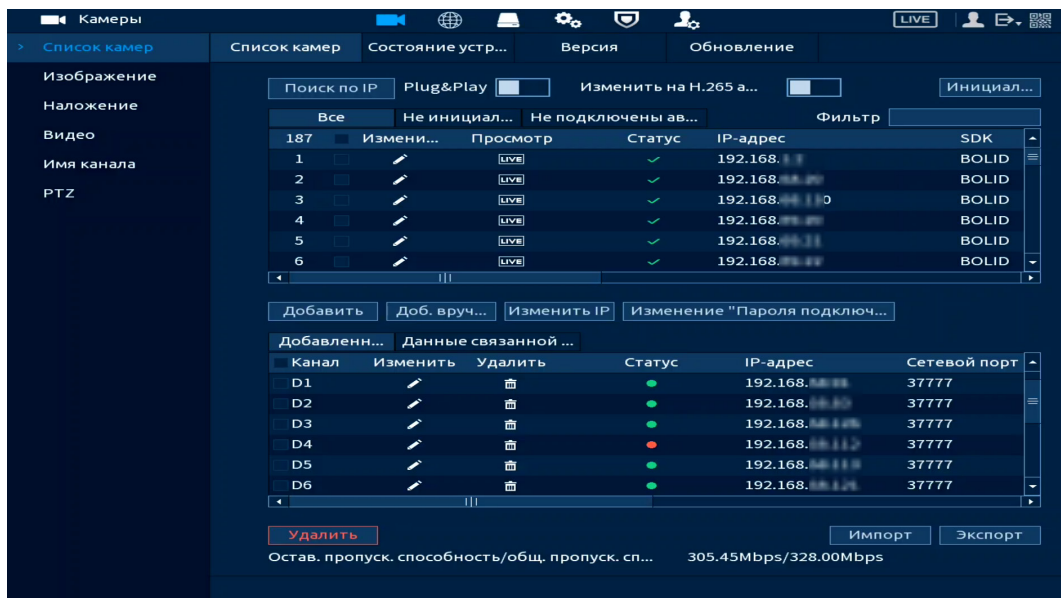 Камеры LIVE
Список камер Список камер Состояние устр... Версия Обновление
Изображение
Поиск по IP Plug&Play Изменить на H.265 а... Инициал...
Наложение
Все Не инициал... Не подключены ав... Фильтр
Видео
187 Измени... Просмотр Статус IP-адрес SDK
Имя канала
1 LIVE 192.168. BOLID
2 LIVE 192.168. BOLID
PTZ
3 LIVE 192.168. 0 BOLID
4 LIVE 192.168. BOLID
5 LIVE 192.168. BOLID
6 LIVE 192.168. BOLID
Добавить Доб. вруч... Изменить IP Изменение "Пароля подключ...
Добавленн... Данные связанной ...
Канал Изменить Удалить Статус IP-адрес Сетевой порт
D1 192.168. 37777
D2 192.168. 37777
D3 192.168. 37777
D4 192.168. 37777
D5 192.168. 37777
D6 192.168. 37777
Удалить Импорт Экспорт
Остав. пропуск. способность/общ. пропуск. сп... 305.45Mbps/328.00Mbps